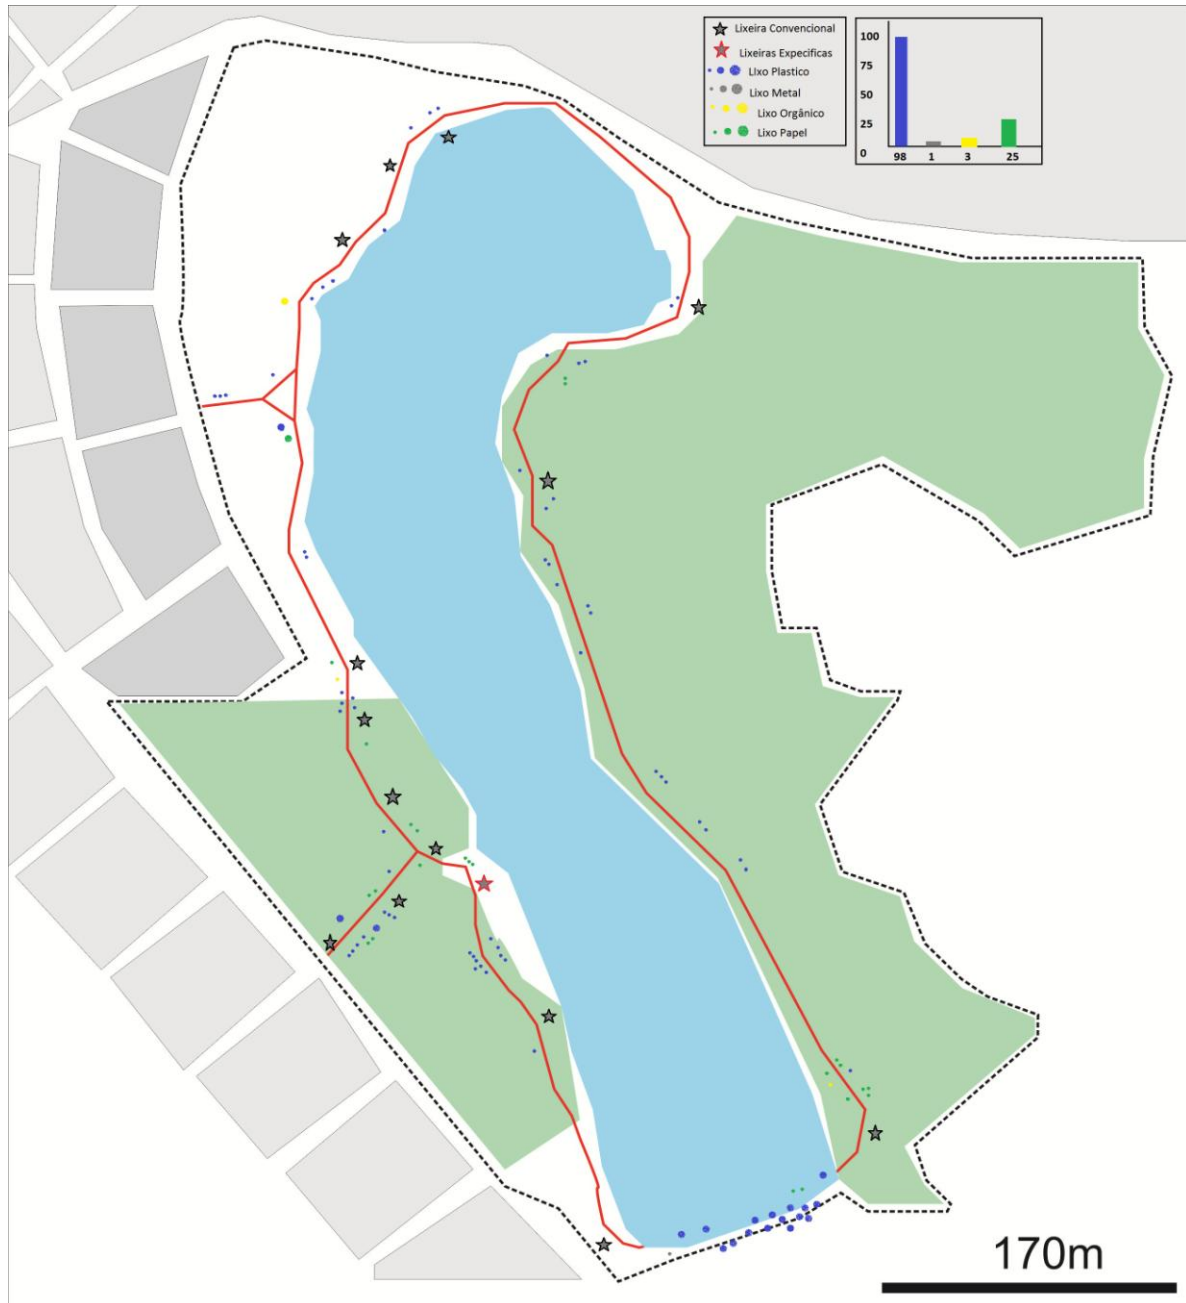 Lixeira Convencional
Lixeiras Expecificas
LIxo Plastico
Lixo Metal
Lixo Orgânico
Lixo Papel
100
75
50
25
0
98 1 3 25
170m